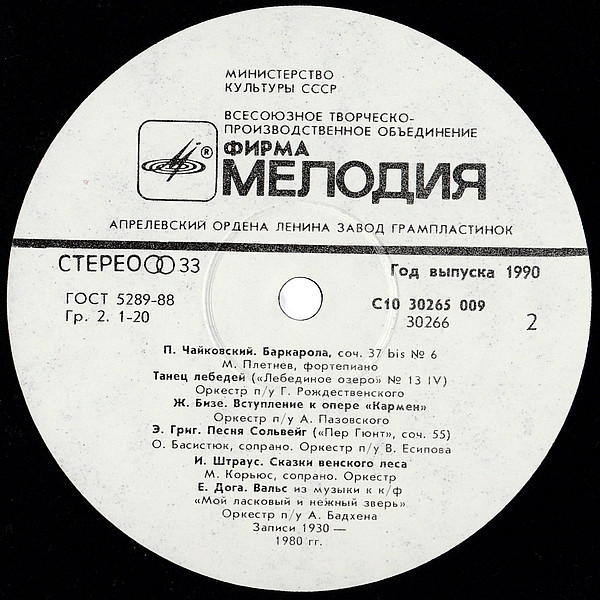 МИНИСТЕРСТВО
КУЛЬТУРЫ СССР
ВСЕСОЮЗНОЕ ТВОРЧЕСКО-
ПРОИЗВОДСТВЕННОЕ ОБЪЕДИНЕНИЕ
ФИРМА
®
МЕЛОДИЯ
АПРЕЛЕВСКИЙ ОРДЕНА ЛЕНИНА ЗАВОД ГРАМПЛАСТИНОК
СТЕРЕО 33
Год выпуска 1990
ГОСТ 5289-88
С10 30265 009
Гр. 2. 1-20
30266
2
П. Чайковский. Баркарола, соч. 37 bis № 6
М. Плетнев, фортепиано
Танец лебедей («Лебединое озеро» № 13 IV)
Оркестр п/у Г. Рождественского
Ж. Бизе. Вступление к опере «Кармен»
Оркестр п/у А. Пазовского
Э. Григ. Песня Сольвейг («Пер Гюнт», соч. 55)
О. Басистюк, сопрано. Оркестр п/у В. Есипова
И. Штраус. Сказки венского леса
М. Корьюс, сопрано. Оркестр
Е. Дога. Вальс из музыки к к/ф
«Мой ласковый и нежный зверь»
Оркестр п/у А. Бадхена
Записи 1930 —
1980 гг.